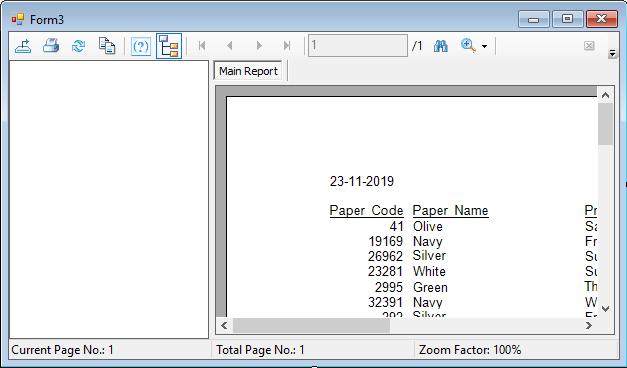 Form3
1 /1
Main Report
23-11-2019
Paper Code Paper Name Pr
41 Olive Sa
19169 Navy Fr
26962 Silver Su
23281 White Su
2995 Green Th
32391 Navy W
292 Silver Fr
Current Page No.: 1 Total Page No.: 1 Zoom Factor: 100%